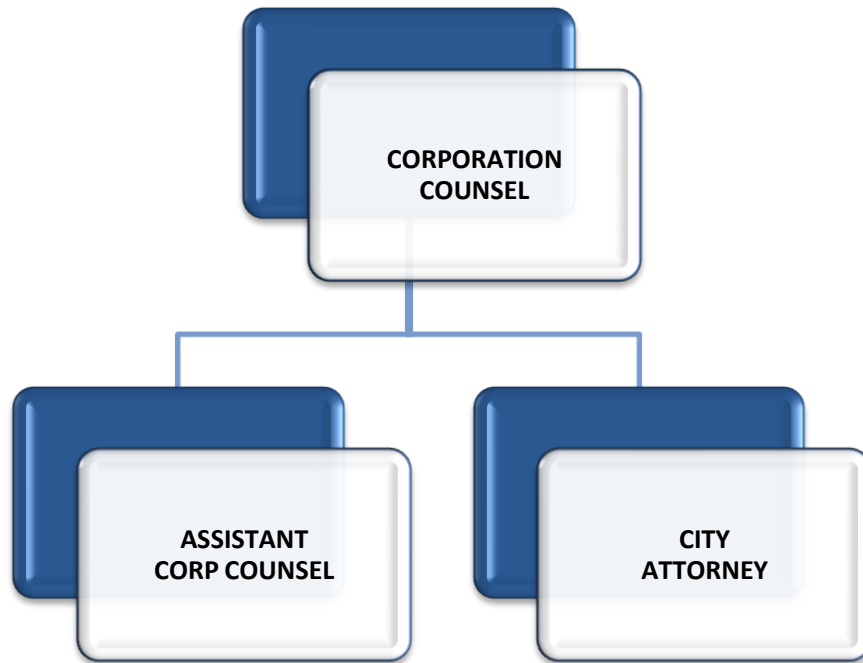 CORPORATION
COUNSEL
ASSISTANT
CORP COUNSEL
CITY
ATTORNEY